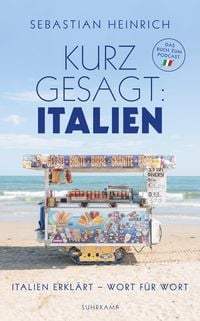 SEBASTIAN HEINRICH
KURZ
GESAGT:
ITALIEN
DAS
BUCH ZUM
PODCAST
ITALIEN ERKLÄRT – WORT FÜR WORT
SUHRKAMP